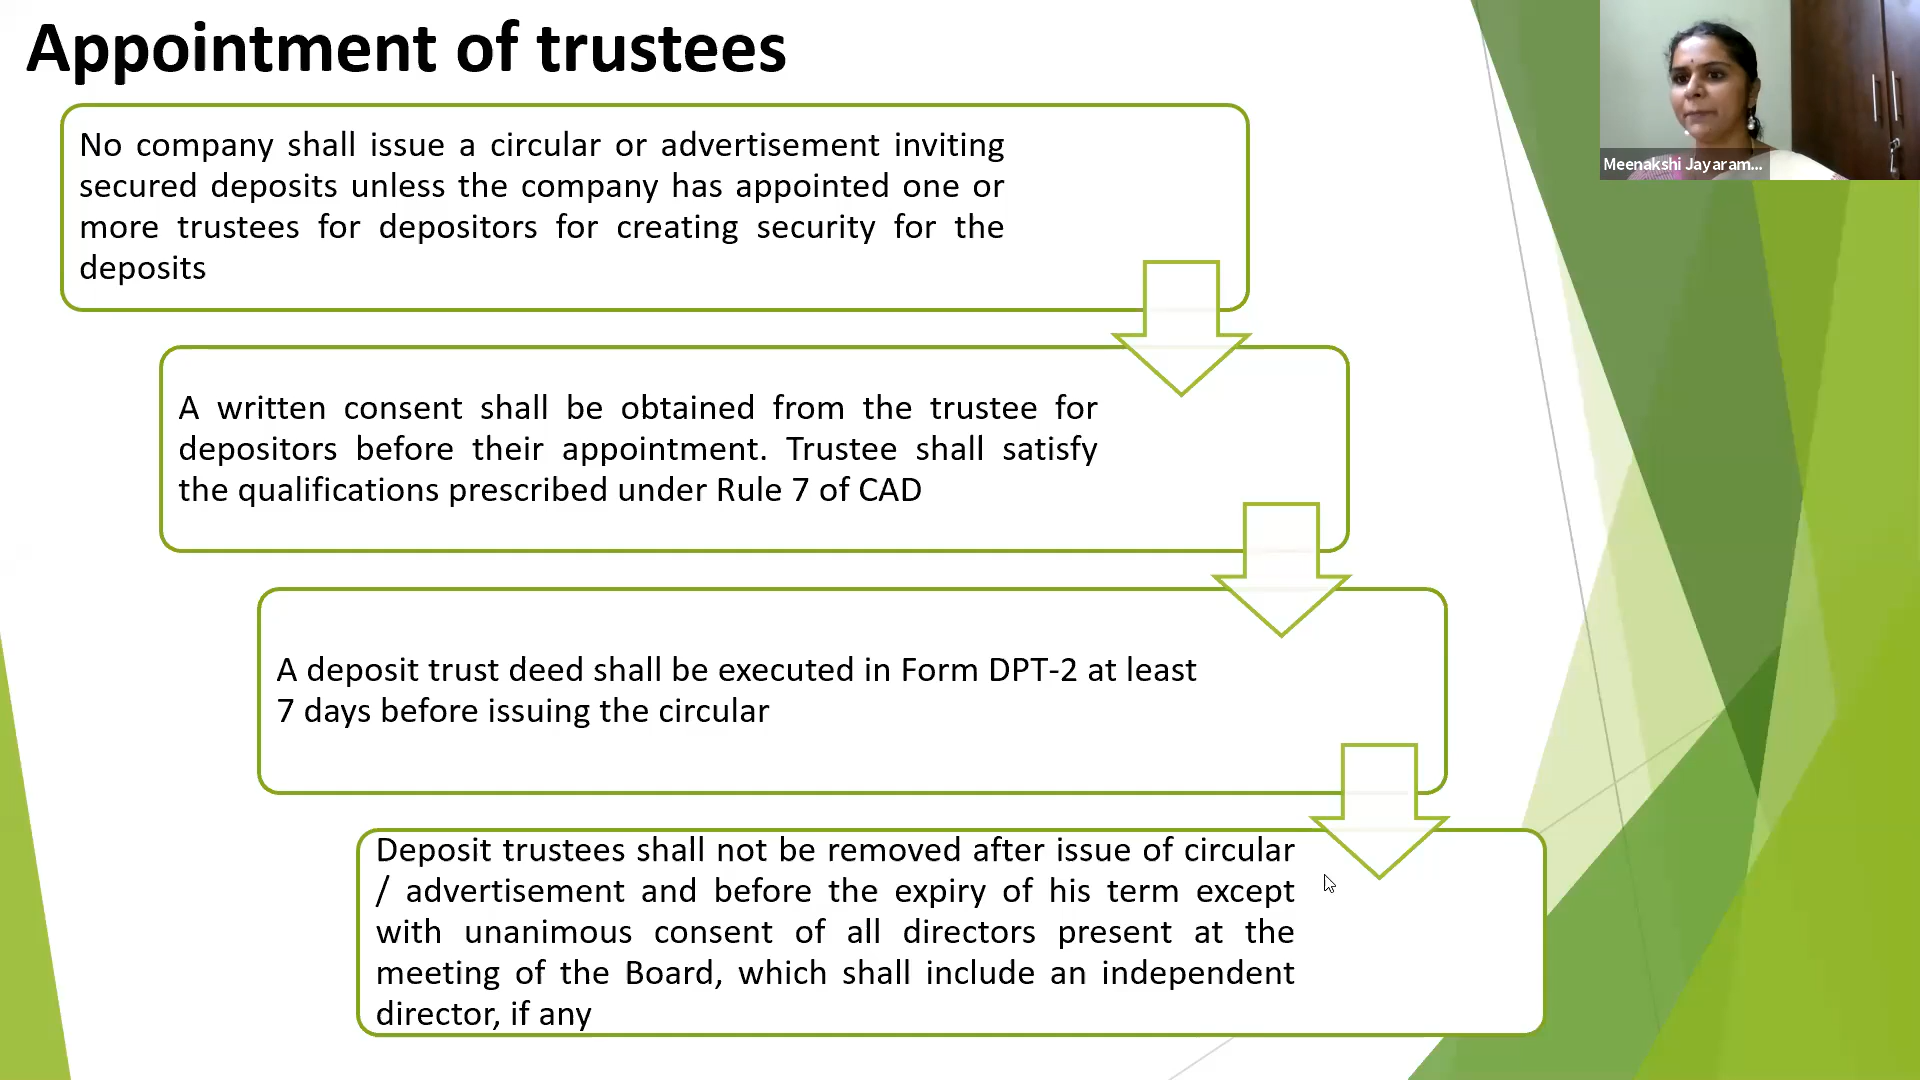 Appointment of trustees
Meenakshi Jayaram...
No company shall issue a circular or advertisement inviting
secured deposits unless the company has appointed one or
more trustees for depositors for creating security for the
deposits
A written consent shall be obtained from the trustee for
depositors before their appointment. Trustee shall satisfy
the qualifications prescribed under Rule 7 of CAD
A deposit trust deed shall be executed in Form DPT-2 at least
7 days before issuing the circular
Deposit trustees shall not be removed after issue of circular
/ advertisement and before the expiry of his term except
with unanimous consent of all directors present at the
meeting of the Board, which shall include an independent
director, if any